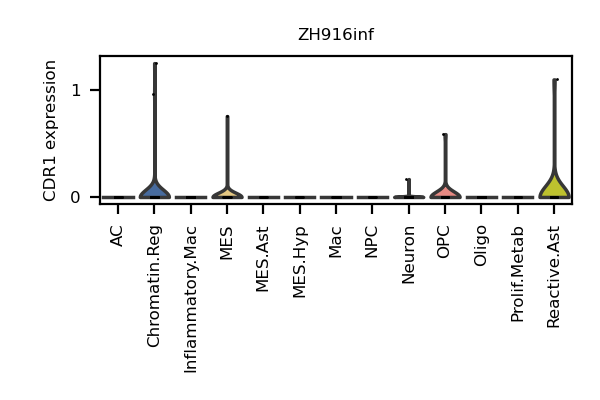 ZH916inf
CDR1 expression
1
0
AC
Chromatin.Reg
Inflammatory.Mac
MES
MES.Ast
MES.Hyp
Mac
NPC
Neuron
OPC
Oligo
Prolif.Metab
Reactive.Ast